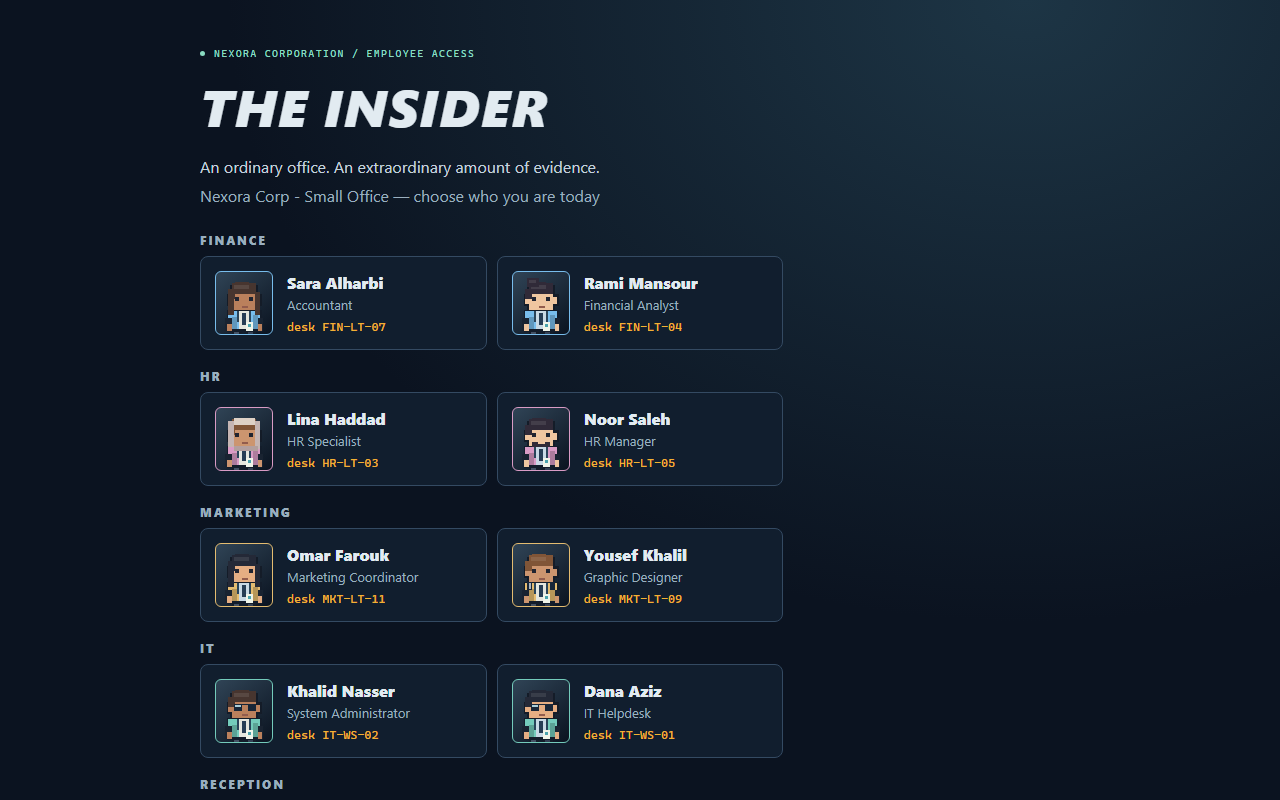 NEXORA CORPORATION / EMPLOYEE ACCESS
THE INSIDER
An ordinary office. An extraordinary amount of evidence.
Nexora Corp - Small Office — choose who you are today
FINANCE
Sara Alharbi
Accountant
desk FIN-LT-07
Rami Mansour
Financial Analyst
desk FIN-LT-04
HR
Lina Haddad
HR Specialist
desk HR-LT-03
Noor Saleh
HR Manager
desk HR-LT-05
MARKETING
Omar Farouk
Marketing Coordinator
desk MKT-LT-11
Yousef Khalil
Graphic Designer
desk MKT-LT-09
IT
Khalid Nasser
System Administrator
desk IT-WS-02
Dana Aziz
IT Helpdesk
desk IT-WS-01
RECEPTION